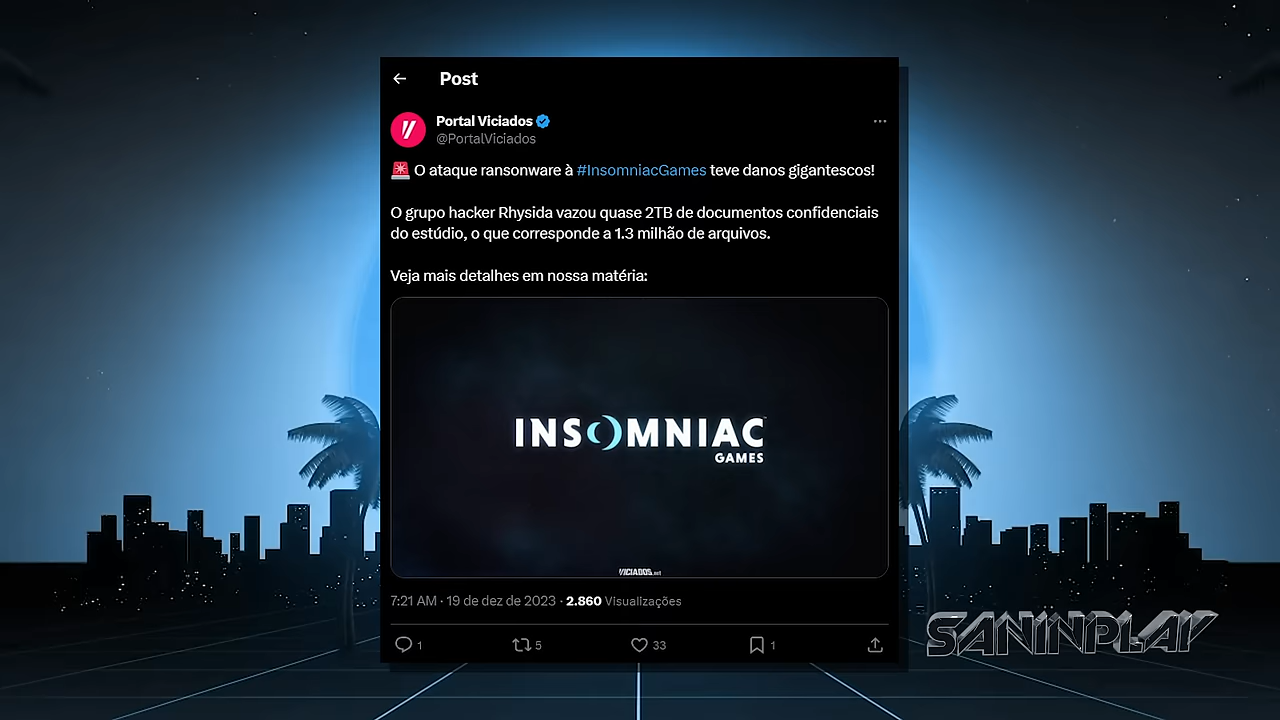 Post
Portal Viciados
@PortalViciados
🚨 O ataque ransonware à #InsomniacGames teve danos gigantescos!
O grupo hacker Rhysida vazou quase 2TB de documentos confidenciais
do estúdio, o que corresponde a 1.3 milhão de arquivos.
Veja mais detalhes em nossa matéria:
INSOMNIAC
GAMES
VICIADOS.net
7:21 AM · 19 de dez de 2023 · 2.860 Visualizações
1 5 33 1
SANINPLAY